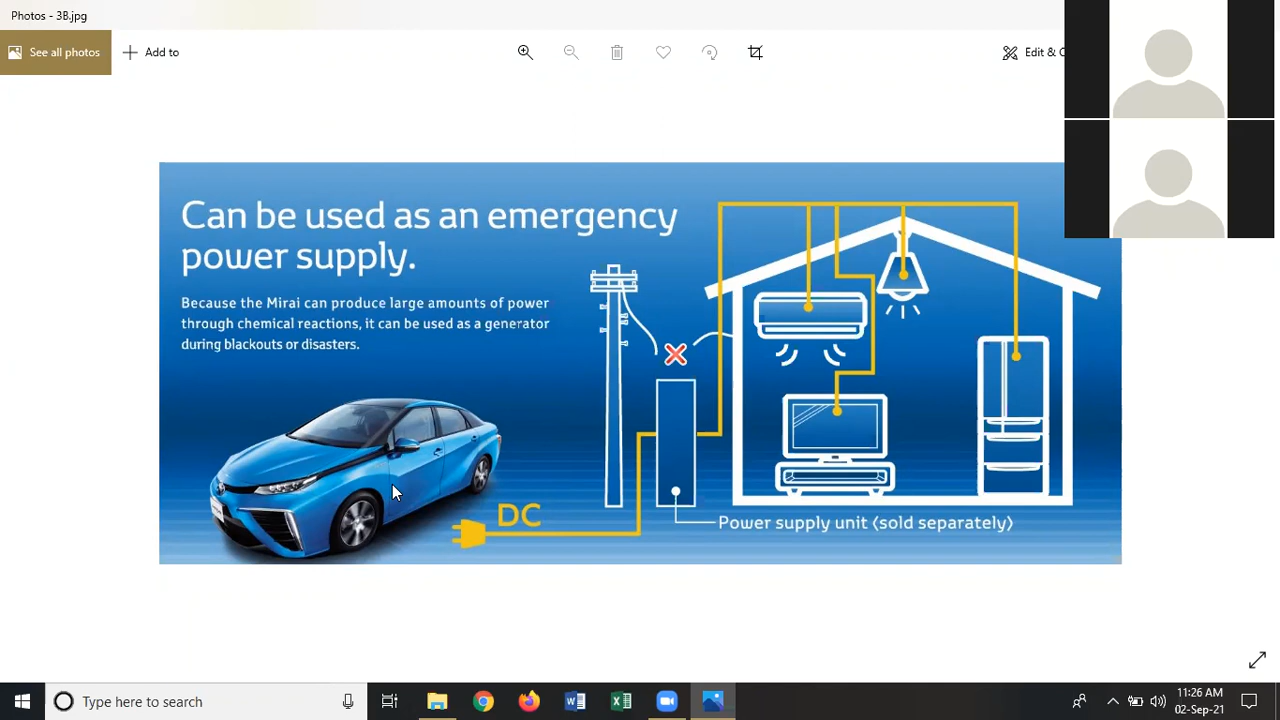 Photos - 3B.jpg
See all photos
Add to
Edit & C
Can be used as an emergency
power supply.
Because the Mirai can produce large amounts of power
through chemical reactions, it can be used as a generator
during blackouts or disasters.
DC
Power supply unit (sold separately)
Type here to search
11:26 AM
02-Sep-21